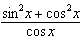 sin²x + cos²x
cos x